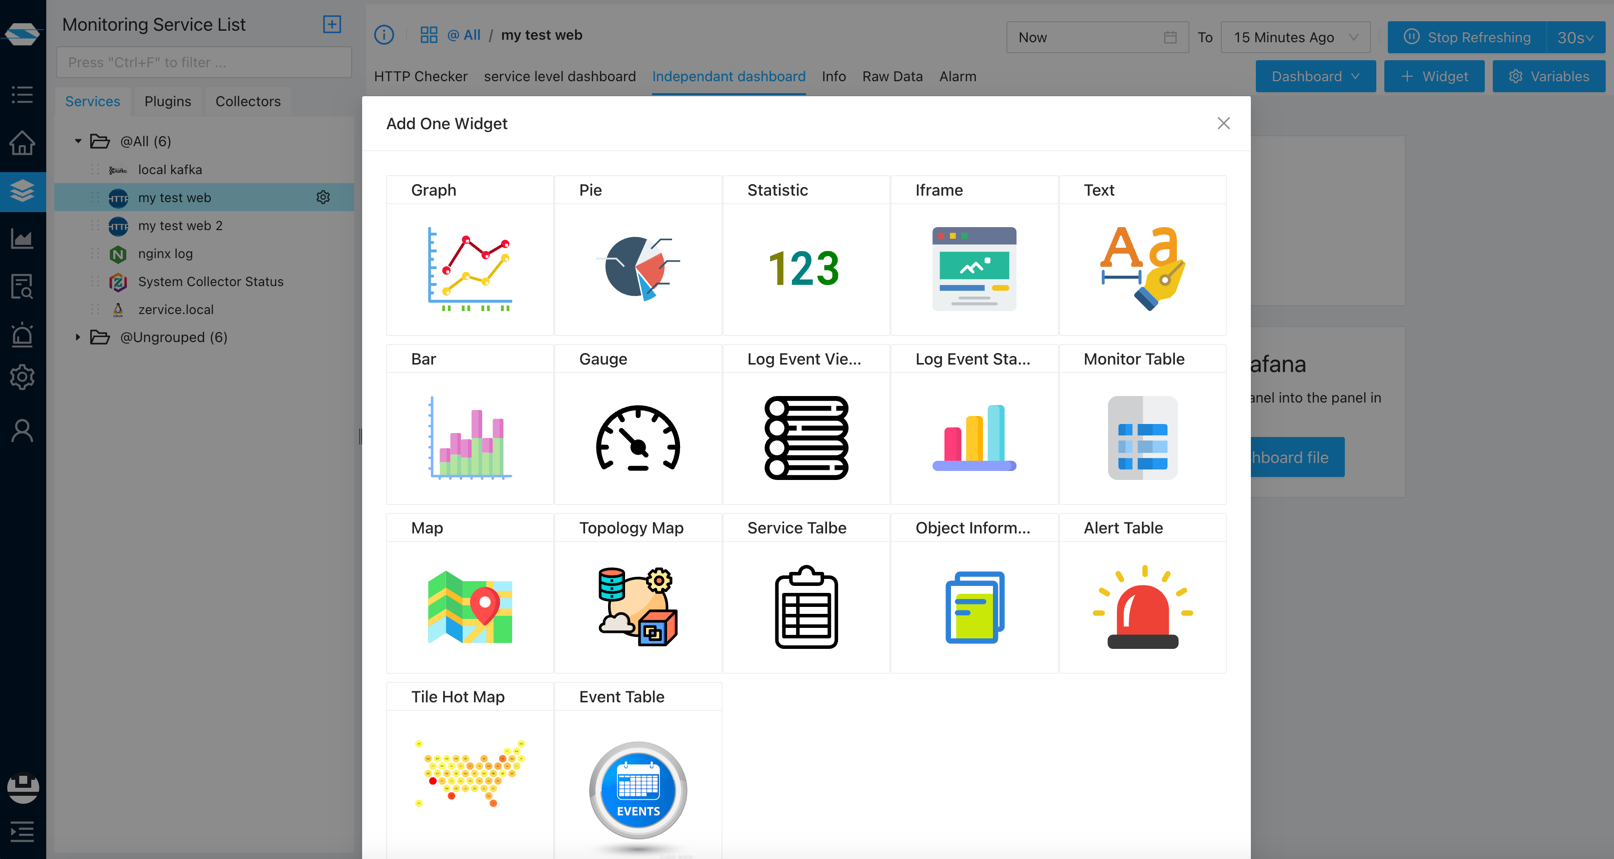 Monitoring Service List
Press "Ctrl+F" to filter ...
Services
Plugins
Collectors
@All (6)
local kafka
HTTP
my test web
HTTP
my test web 2
nginx log
System Collector Status
zervice.local
@Ungrouped (6)
@ All / my test web
Now
To
15 Minutes Ago
Stop Refreshing
30s
HTTP Checker
service level dashboard
Independant dashboard
Info
Raw Data
Alarm
Dashboard
+ Widget
Variables
Add One Widget
Graph
Pie
Statistic
Iframe
Text
123
Aa
Bar
Gauge
Log Event Vie...
Log Event Sta...
Monitor Table
Map
Topology Map
Service Talbe
Object Inform...
Alert Table
Tile Hot Map
Event Table
EVENTS
afana
anel into the panel in
hboard file